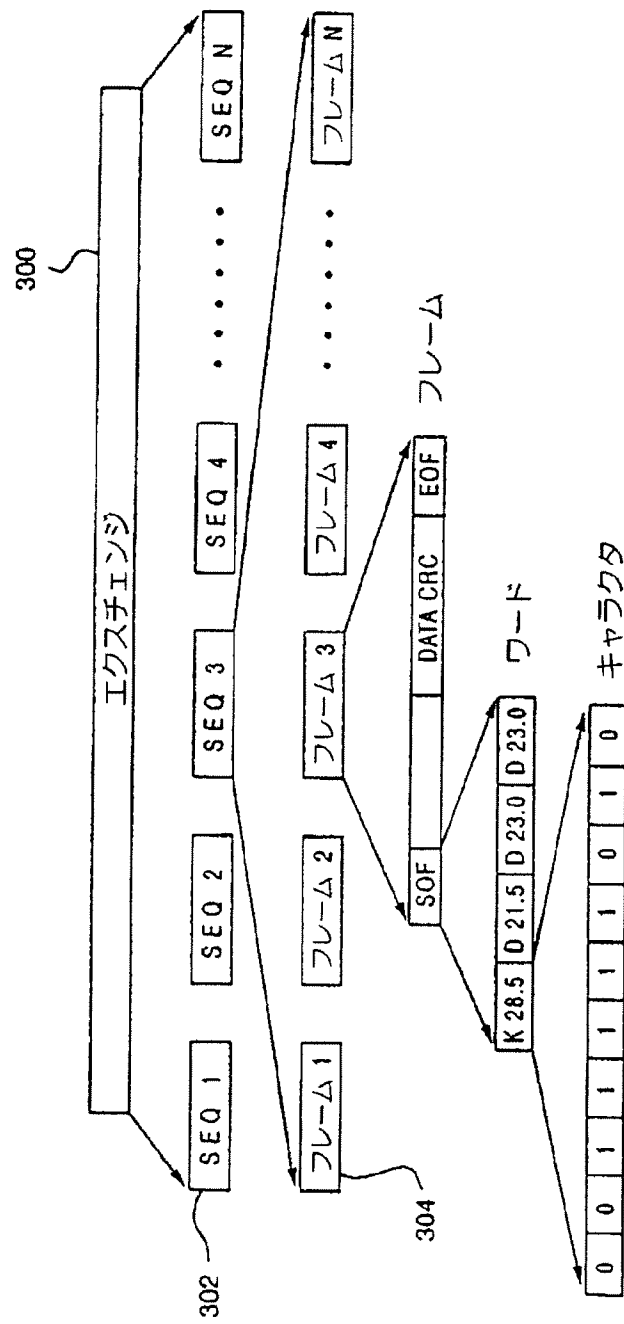 300
エクスチェンジ
302
SEQ 1 SEQ 2 SEQ 3 SEQ 4 ・・・・・・ SEQ N
304
フレーム 1 フレーム 2 フレーム 3 フレーム 4 ・・・・・・ フレーム N
SOF DATA CRC EOF フレーム
K 28.5 D 21.5 D 23.0 D 23.0 ワード
0 0 1 1 1 1 1 0 1 0 キャラクタ